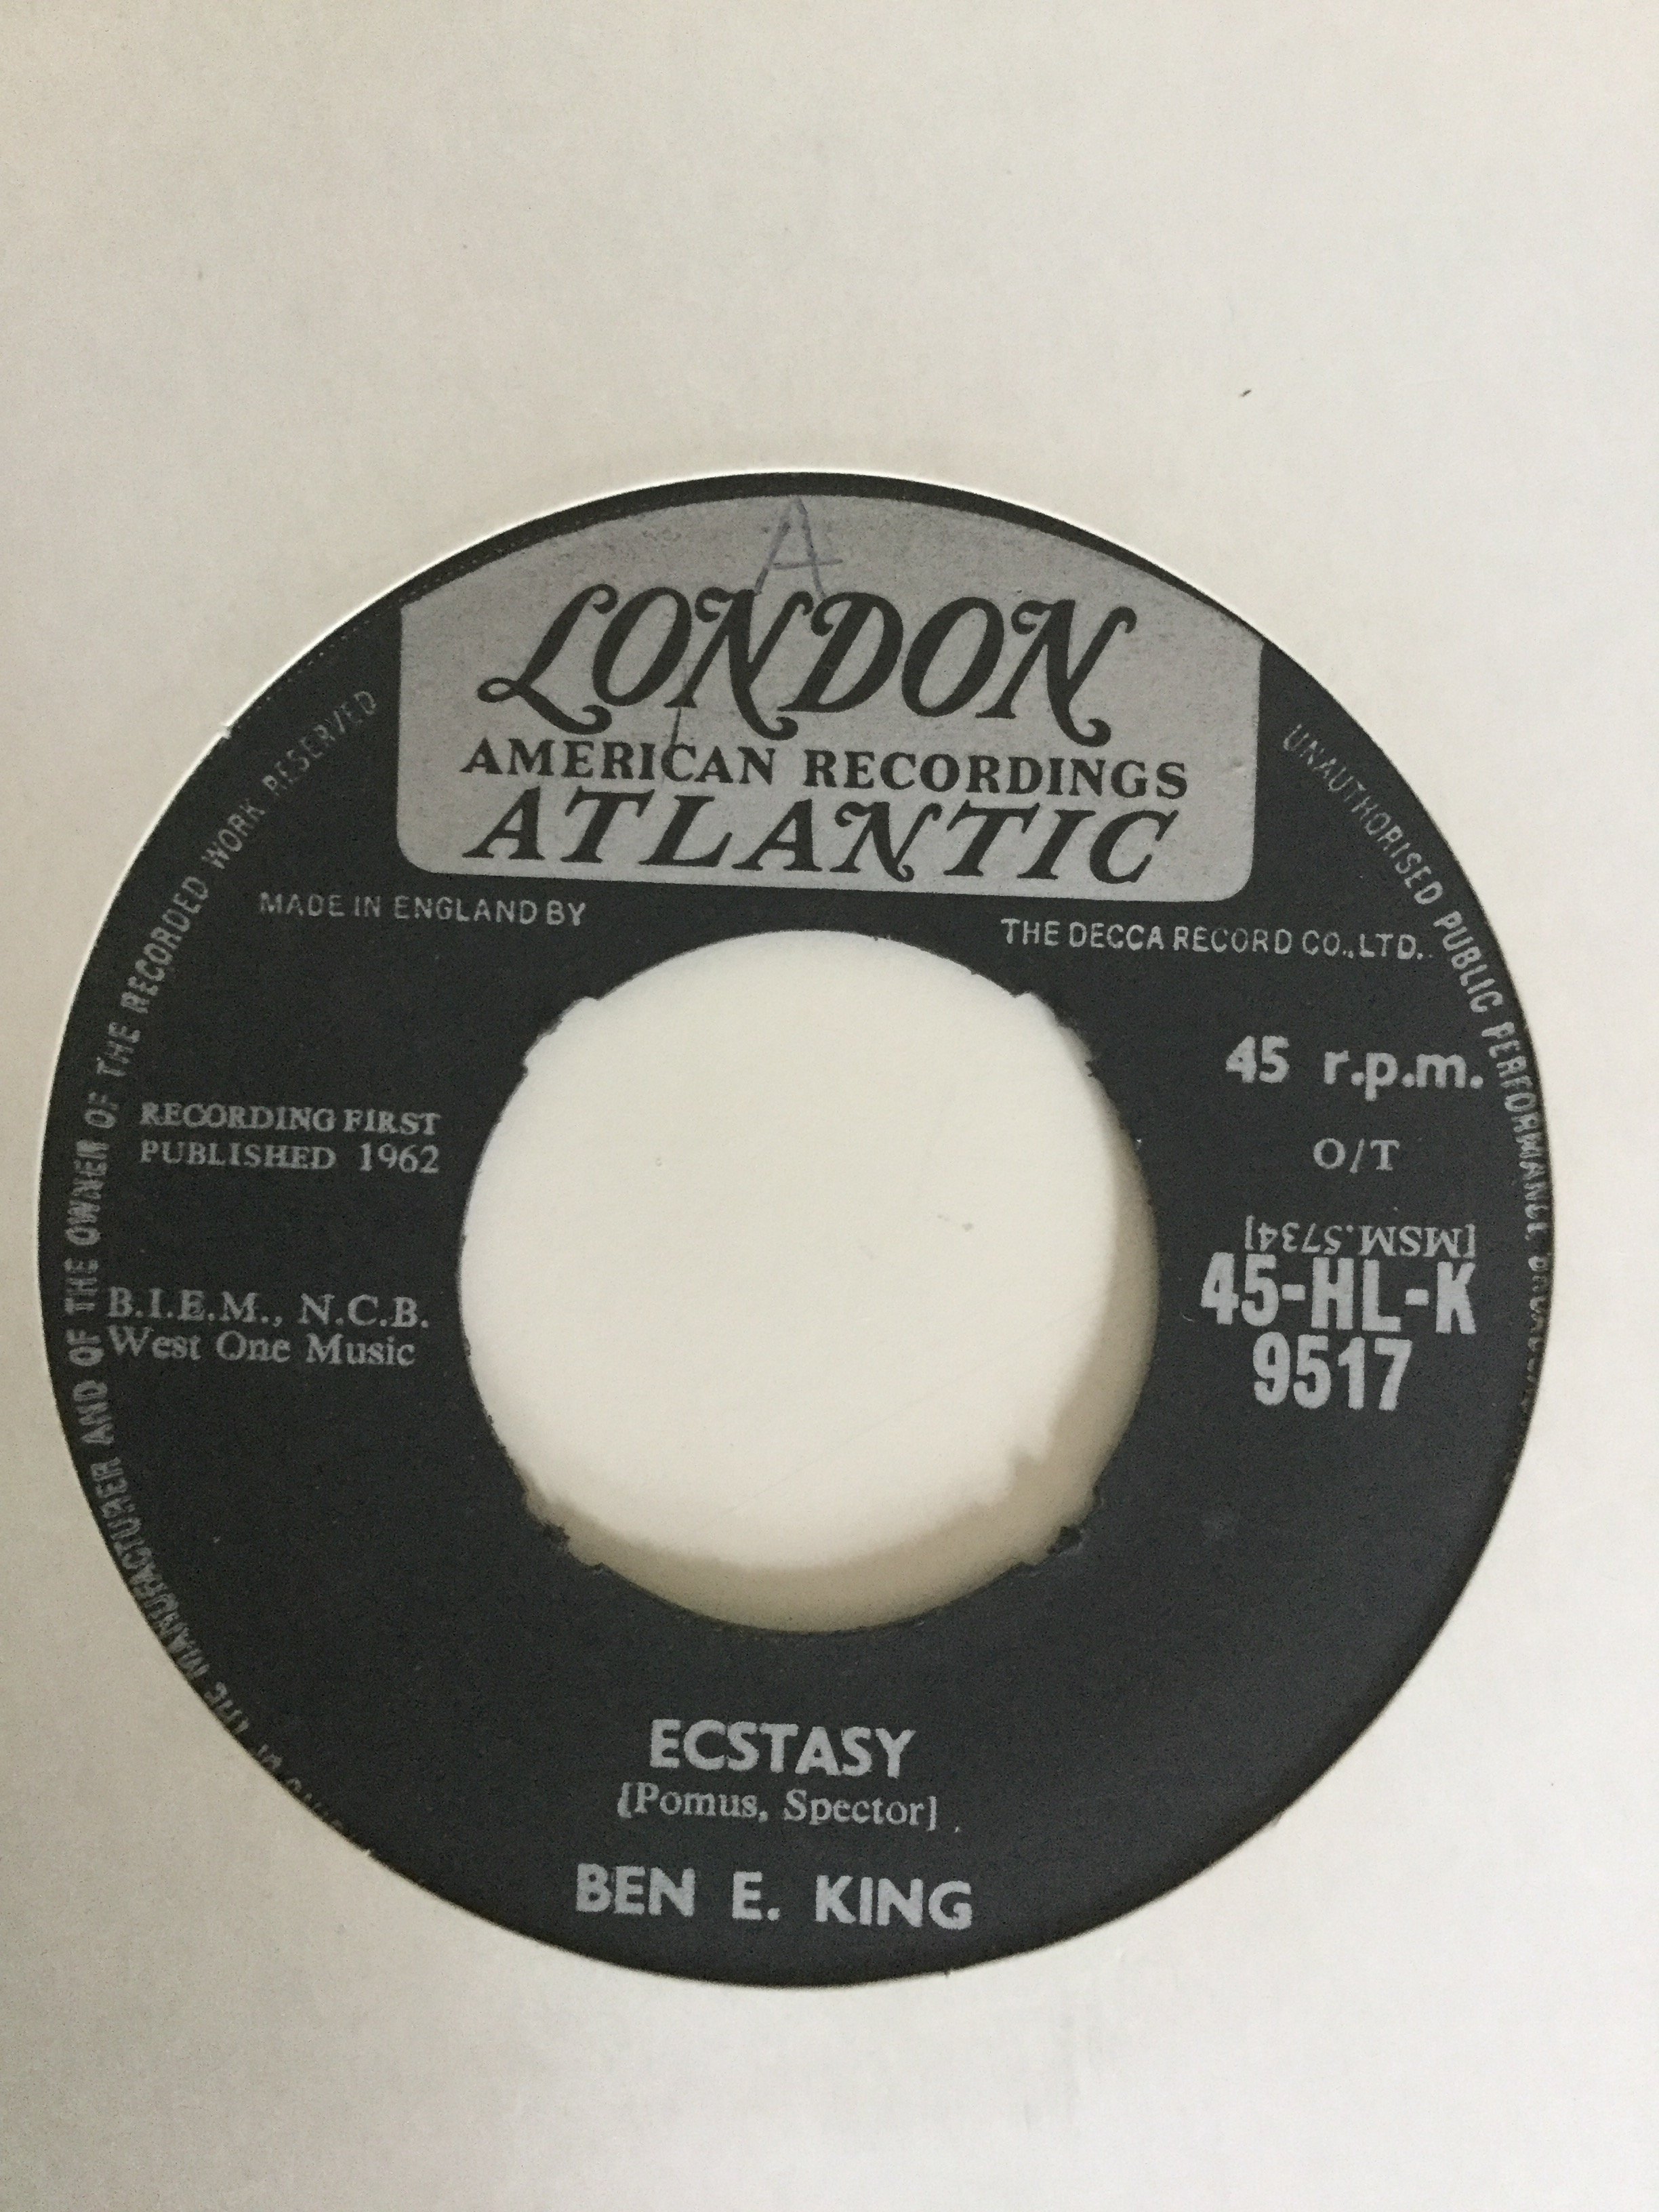 A
LONDON
AMERICAN RECORDINGS
ATLANTIC
MADE IN ENGLAND BY
THE DECCA RECORD CO., LTD.
THE MANUFACTURER AND OF THE OWNER OF THE RECORDED WORK RESERVED
UNAUTHORISED PUBLIC PERFORMANCE
45 r.p.m.
O/T
RECORDING FIRST
PUBLISHED 1962
[MSM.5734]
45-HL-K
9517
B.I.E.M., N.C.B.
West One Music
ECSTASY
[Pomus, Spector]
BEN E. KING